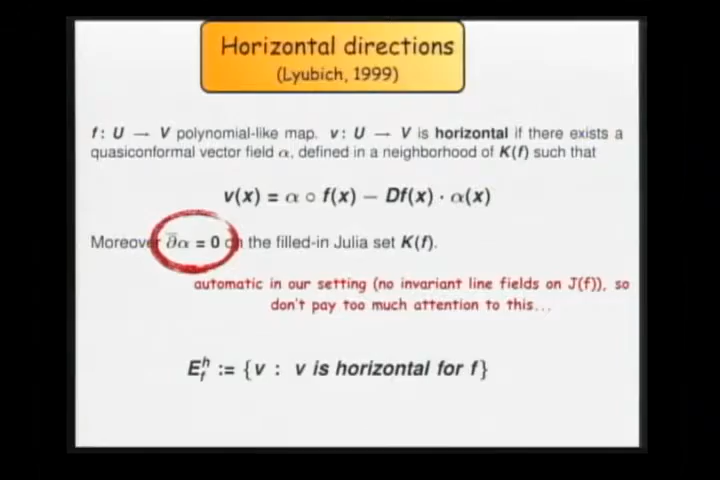 Horizontal directions
(Lyubich, 1999)
f : U → V polynomial-like map. v : U → V is horizontal if there exists a
quasiconformal vector field α, defined in a neighborhood of K(f) such that
v(x) = α ∘ f(x) − Df(x) · α(x)
Moreover ∂̄α = 0 on the filled-in Julia set K(f).
automatic in our setting (no invariant line fields on J(f)), so
don't pay too much attention to this...
E_f^h := {v : v is horizontal for f}